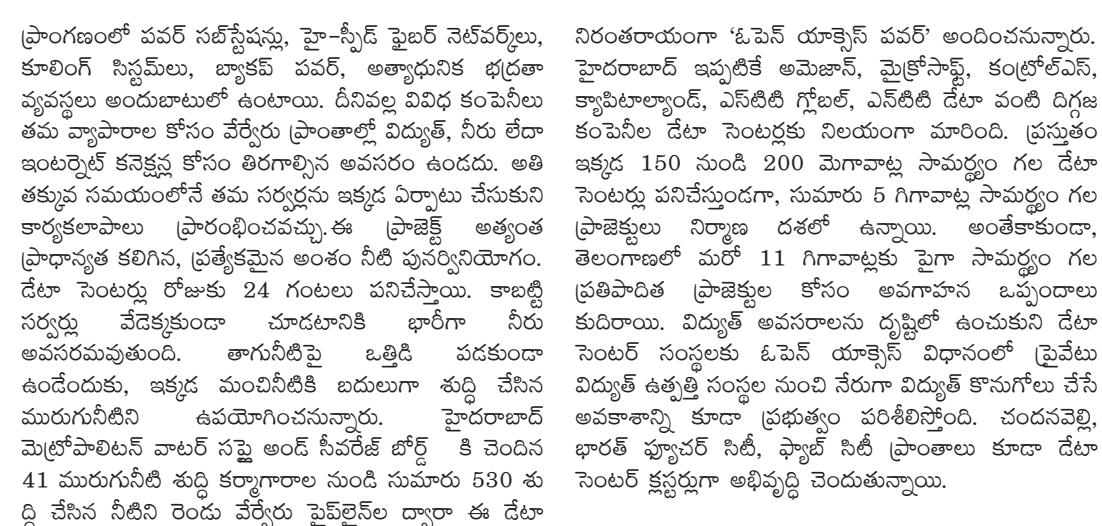 ప్రాంగణంలో పవర్ సబ్‌స్టేషన్లు, హై-స్పీడ్ ఫైబర్ నెట్‌వర్క్‌లు,
కూలింగ్ సిస్టమ్‌లు, బ్యాకప్ పవర్, అత్యాధునిక భద్రతా
వ్యవస్థలు అందుబాటులో ఉంటాయి. దీనివల్ల వివిధ కంపెనీలు
తమ వ్యాపారాల కోసం వేర్వేరు ప్రాంతాల్లో విద్యుత్, నీరు లేదా
ఇంటర్నెట్ కనెక్షన్ల కోసం తిరగాల్సిన అవసరం ఉండదు. అతి
తక్కువ సమయంలోనే తమ సర్వర్లను ఇక్కడ ఏర్పాటు చేసుకుని
కార్యకలాపాలు ప్రారంభించవచ్చు.ఈ ప్రాజెక్ట్ అత్యంత
ప్రాధాన్యత కలిగిన, ప్రత్యేకమైన అంశం నీటి పునర్వినియోగం.
డేటా సెంటర్లు రోజుకు 24 గంటలు పనిచేస్తాయి. కాబట్టి
సర్వర్లు వేడెక్కకుండా చూడటానికి భారీగా నీరు
అవసరమవుతుంది. తాగునీటిపై ఒత్తిడి పడకుండా
ఉండేందుకు, ఇక్కడ మంచినీటికి బదులుగా శుద్ధి చేసిన
మురుగునీటిని ఉపయోగించనున్నారు. హైదరాబాద్
మెట్రోపాలిటన్ వాటర్ సప్లై అండ్ సీవరేజ్ బోర్డ్ కి చెందిన
41 మురుగునీటి శుద్ధి కర్మాగారాల నుండి సుమారు 530 శు
ద్ధి చేసిన నీటిని రెండు వేర్వేరు పైప్‌లైన్‌ల ద్వారా ఈ డేటా
నిరంతరాయంగా ‘ఓపెన్ యాక్సెస్ పవర్’ అందించనున్నారు.
హైదరాబాద్ ఇప్పటికే అమెజాన్, మైక్రోసాఫ్ట్, కంట్రోల్‌ఎస్,
క్యాపిటాల్యాండ్, ఎస్‌టిటి గ్లోబల్, ఎన్‌టిటి డేటా వంటి దిగ్గజ
కంపెనీల డేటా సెంటర్లకు నిలయంగా మారింది. ప్రస్తుతం
ఇక్కడ 150 నుండి 200 మెగావాట్ల సామర్థ్యం గల డేటా
సెంటర్లు పనిచేస్తుండగా, సుమారు 5 గిగావాట్ల సామర్థ్యం గల
ప్రాజెక్టులు నిర్మాణ దశలో ఉన్నాయి. అంతేకాకుండా,
తెలంగాణలో మరో 11 గిగావాట్లకు పైగా సామర్థ్యం గల
ప్రతిపాదిత ప్రాజెక్టుల కోసం అవగాహన ఒప్పందాలు
కుదిరాయి. విద్యుత్ అవసరాలను దృష్టిలో ఉంచుకుని డేటా
సెంటర్ సంస్థలకు ఓపెన్ యాక్సెస్ విధానంలో ప్రైవేటు
విద్యుత్ ఉత్పత్తి సంస్థల నుంచి నేరుగా విద్యుత్ కొనుగోలు చేసే
అవకాశాన్ని కూడా ప్రభుత్వం పరిశీలిస్తోంది. చందనవెల్లి,
భారత్ ఫ్యూచర్ సిటీ, ఫ్యాబ్ సిటీ ప్రాంతాలు కూడా డేటా
సెంటర్ క్లస్టర్లుగా అభివృద్ధి చెందుతున్నాయి.